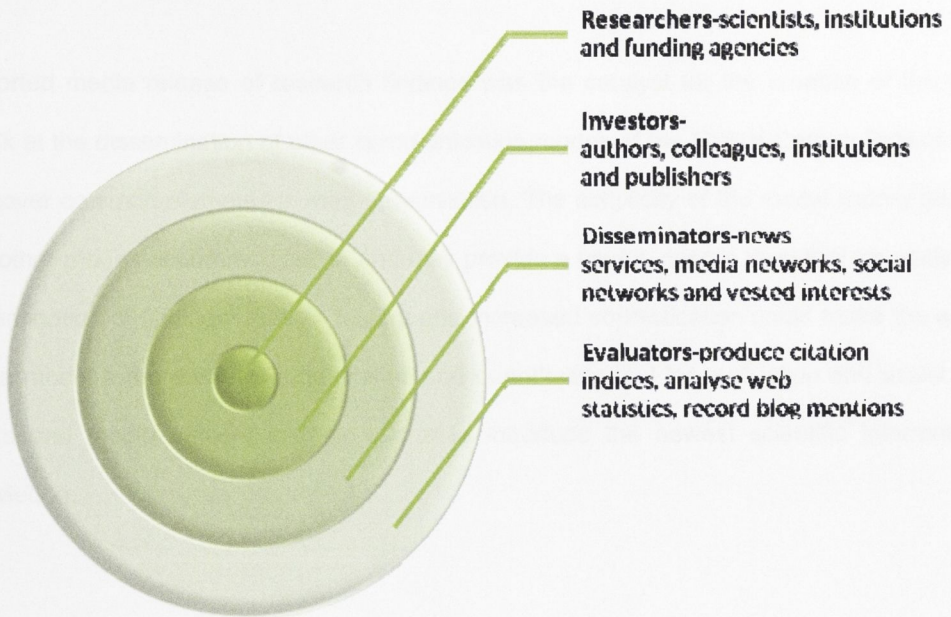 Researchers-scientists, institutions
and funding agencies
Investors-
authors, colleagues, institutions
and publishers
Disseminators-news
services, media networks, social
networks and vested interests
Evaluators-produce citation
indices, analyse web
statistics, record blog mentions